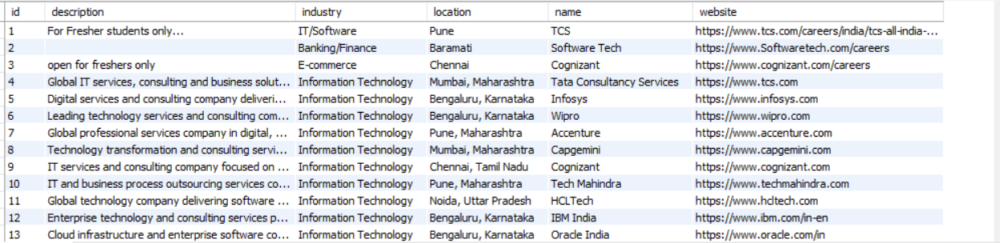 id description industry location name website
1 For Fresher students only... IT/Software Pune TCS https://www.tcs.com/careers/india/tcs-all-india-...
2 Banking/Finance Baramati Software Tech https://www.Softwaretech.com/careers
3 open for freshers only E-commerce Chennai Cognizant https://www.cognizant.com/careers
4 Global IT services, consulting and business solut... Information Technology Mumbai, Maharashtra Tata Consultancy Services https://www.tcs.com
5 Digital services and consulting company deliveri... Information Technology Bengaluru, Karnataka Infosys https://www.infosys.com
6 Leading technology services and consulting com... Information Technology Bengaluru, Karnataka Wipro https://www.wipro.com
7 Global professional services company in digital, ... Information Technology Pune, Maharashtra Accenture https://www.accenture.com
8 Technology transformation and consulting servi... Information Technology Mumbai, Maharashtra Capgemini https://www.capgemini.com
9 IT services and consulting company focused on ... Information Technology Chennai, Tamil Nadu Cognizant https://www.cognizant.com
10 IT and business process outsourcing services co... Information Technology Pune, Maharashtra Tech Mahindra https://www.techmahindra.com
11 Global technology company delivering software ... Information Technology Noida, Uttar Pradesh HCLTech https://www.hcltech.com
12 Enterprise technology and consulting services p... Information Technology Bengaluru, Karnataka IBM India https://www.ibm.com/in-en
13 Cloud infrastructure and enterprise software co... Information Technology Bengaluru, Karnataka Oracle India https://www.oracle.com/in